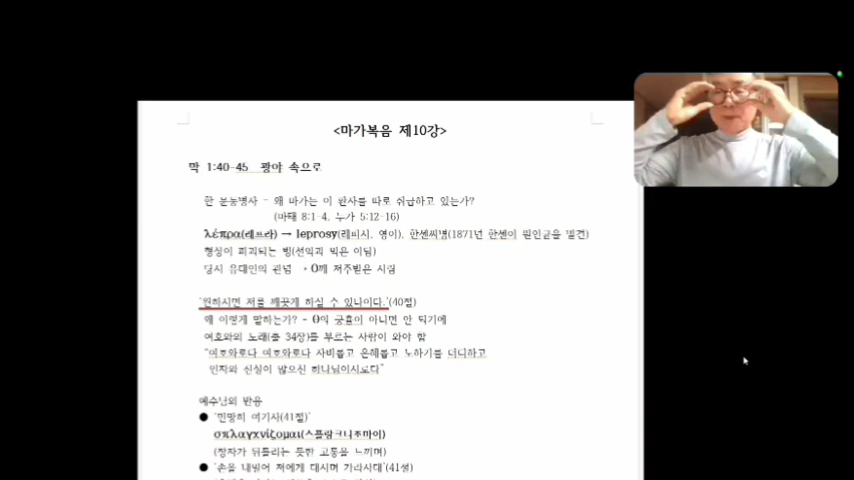 <마가복음 제10강>
막 1:40-45 광야 속으로
한 문둥병자 - 왜 마가는 이 환자를 따로 취급하고 있는가?
(마태 8:1-4, 누가 5:12-16)
λέπρα(레프라) → leprosy(레프시, 영어), 한센씨병(1871년 한센이 원인균을 발견)
형상이 파괴되는 병(선악과 먹은 이담)
당시 유대인의 관념 → Θ께 저주받은 사람
'원하시면 저를 깨끗게 하실 수 있나이다.'(40절)
왜 이렇게 말하는가? - Θ의 긍휼이 아니면 안 되기에
여호와의 노래(출 34장)를 부르는 사람이 와야 함
"여호와로다 여호와로다 자비롭고 은혜롭고 노하기를 더디하고
인자와 진실이 많으신 하나님이시로다"
예수님의 반응
● '민망히 여기사(41절)'
σπλαγχνίζομαι(스플랑크니조마이)
(창자가 뒤틀리는 듯한 고통을 느끼며)
● '손을 내밀어 저에게 대시며 가라사대'(41절)